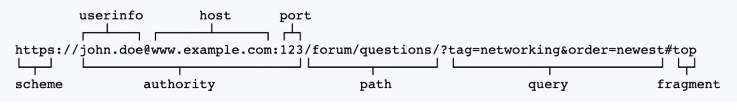 userinfo host port
https://john.doe@www.example.com:123/forum/questions/?tag=networking&order=newest#top
scheme authority path query fragment